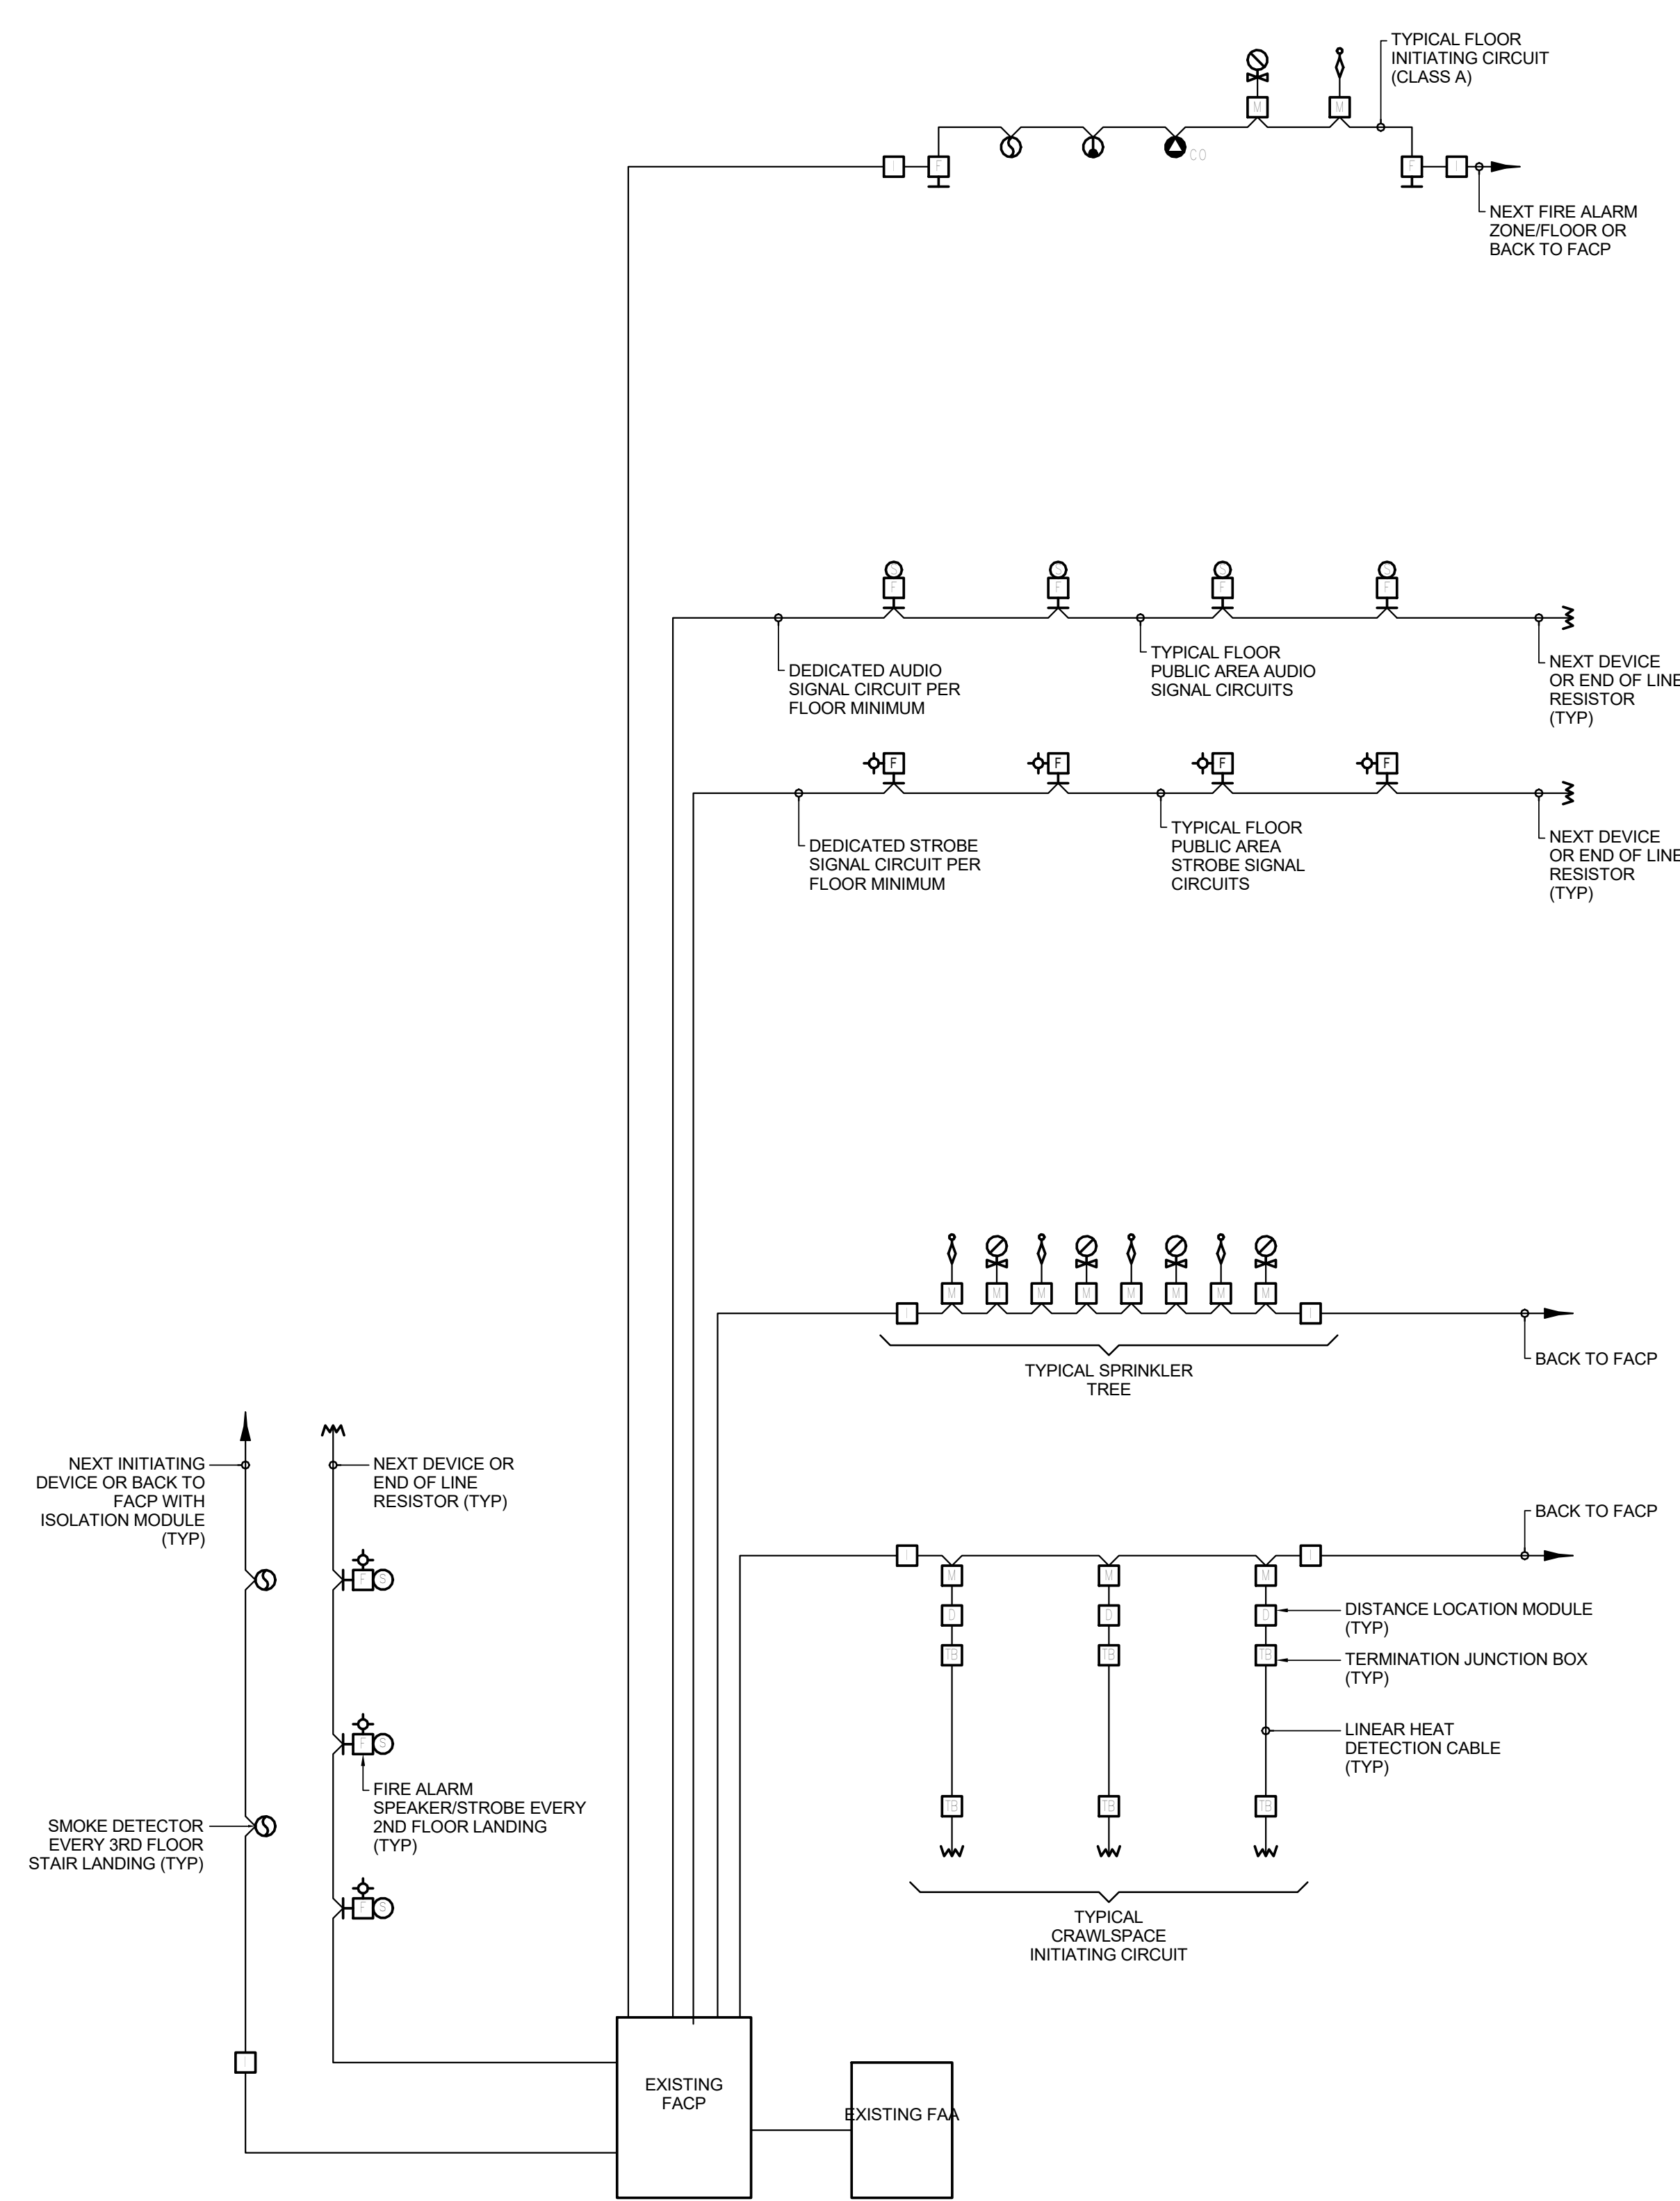 TYPICAL FLOOR
INITIATING CIRCUIT
(CLASS A)
M
M
CO
I
F
F
I
NEXT FIRE ALARM
ZONE/FLOOR OR
BACK TO FACP
S
S
S
S
F
F
F
F
DEDICATED AUDIO
SIGNAL CIRCUIT PER
FLOOR MINIMUM
TYPICAL FLOOR
PUBLIC AREA AUDIO
SIGNAL CIRCUITS
NEXT DEVICE
OR END OF LINE
RESISTOR
(TYP)
F
F
F
F
DEDICATED STROBE
SIGNAL CIRCUIT PER
FLOOR MINIMUM
TYPICAL FLOOR
PUBLIC AREA
STROBE SIGNAL
CIRCUITS
NEXT DEVICE
OR END OF LINE
RESISTOR
(TYP)
M
M
M
M
M
M
M
M
I
I
TYPICAL SPRINKLER
TREE
BACK TO FACP
NEXT INITIATING
DEVICE OR BACK TO
FACP WITH
ISOLATION MODULE
(TYP)
NEXT DEVICE OR
END OF LINE
RESISTOR (TYP)
F
S
F
S
FIRE ALARM
SPEAKER/STROBE EVERY
2ND FLOOR LANDING
(TYP)
SMOKE DETECTOR
EVERY 3RD FLOOR
STAIR LANDING (TYP)
F
S
I
BACK TO FACP
I
I
M
M
M
D
D
D
DISTANCE LOCATION MODULE
(TYP)
TB
TB
TB
TERMINATION JUNCTION BOX
(TYP)
LINEAR HEAT
DETECTION CABLE
(TYP)
TB
TB
TB
TYPICAL
CRAWLSPACE
INITIATING CIRCUIT
EXISTING
FACP
EXISTING FAA